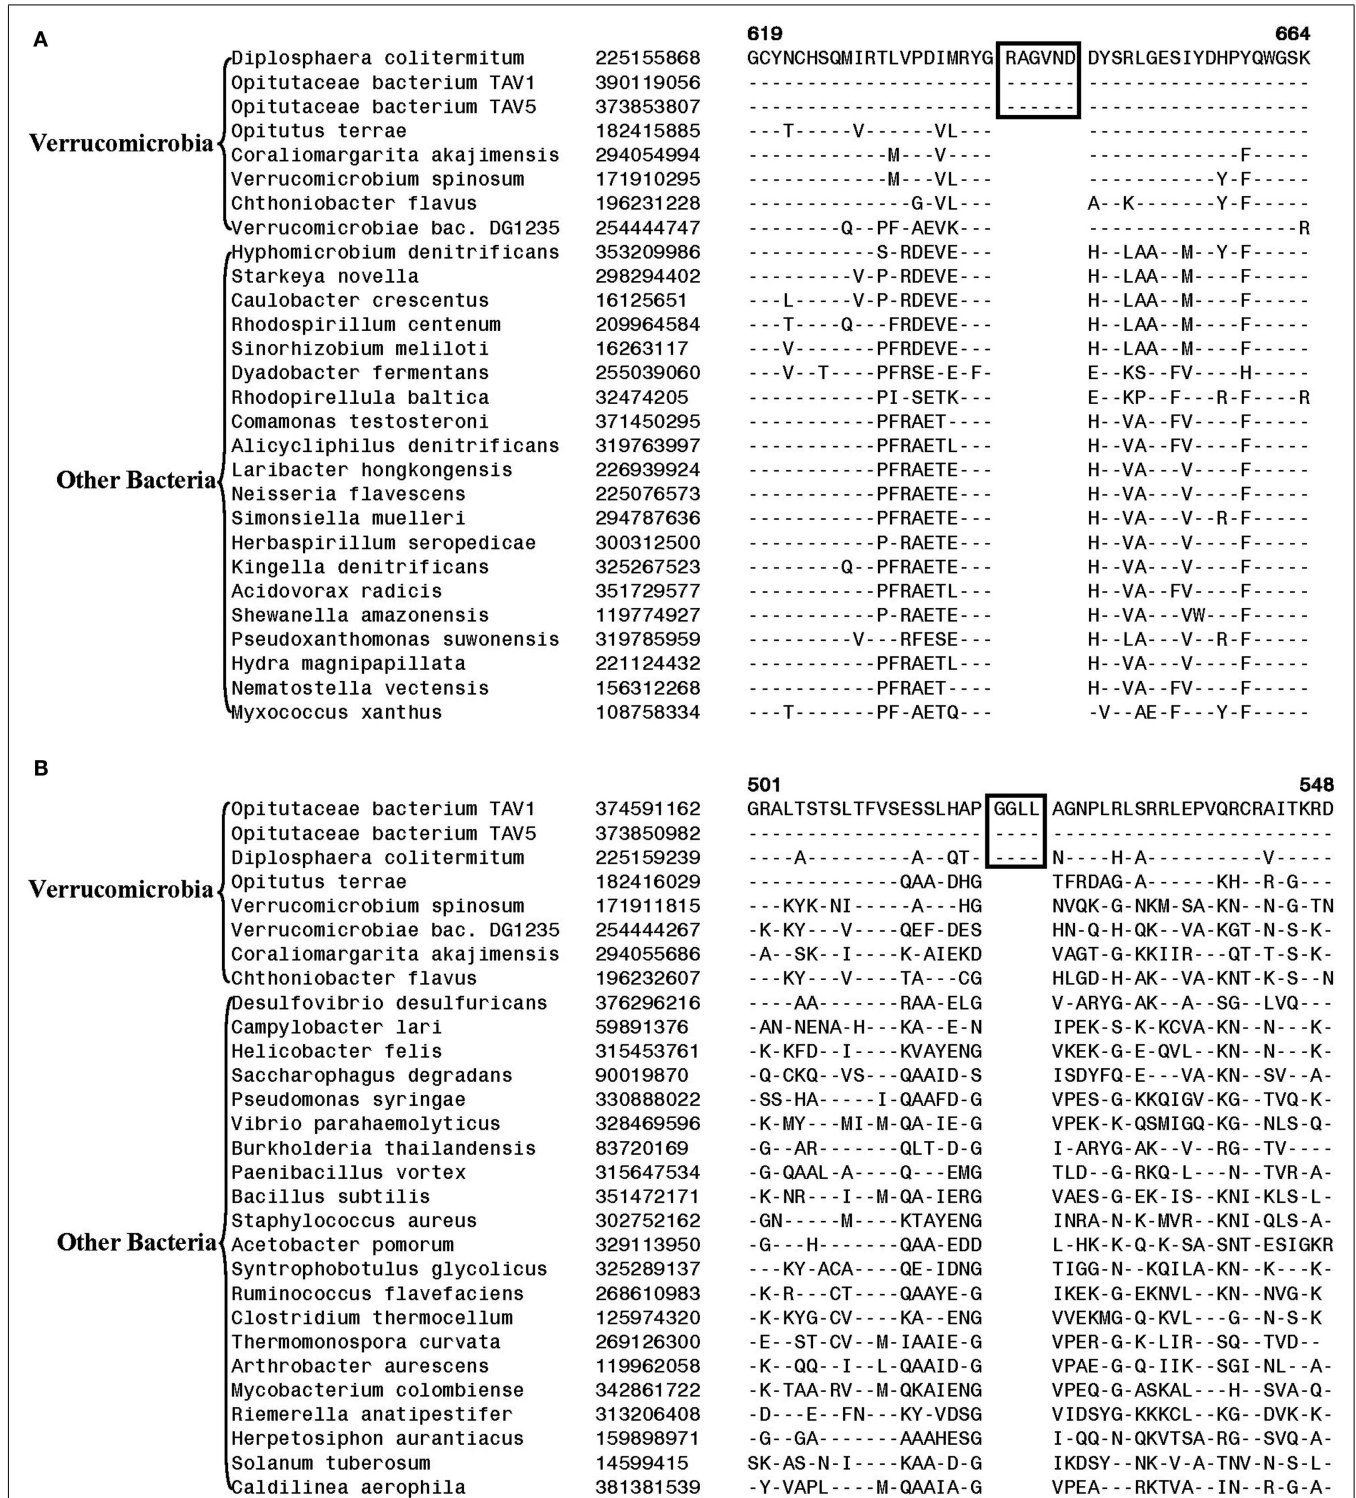 A
619 664
Diplosphaera colitermitum 225155868 GCYNCHSQMIRTLVPDIMRYG RAGVND DYSRLGESIYDHPYQWGSK
Opitutaceae bacterium TAV1 390119056 --------------------- ------ -------------------
Opitutaceae bacterium TAV5 373853807 --------------------- ------ -------------------
Opitutus terrae 182415885 ---T-----V------VL--- -------------------
Verrucomicrobia
Coraliomargarita akajimensis 294054994 ------------M---V---- -------------F-----
Verrucomicrobium spinosum 171910295 ------------M---VL--- -----------Y-F-----
Chthoniobacter flavus 196231228 --------------G-VL--- A--K-------Y-F-----
Verrucomicrobiae bac. DG1235 254444747 --------Q--PF-AEVK--- ------------------R
Hyphomicrobium denitrificans 353209986 -----------S-RDEVE--- H--LAA--M--Y-F-----
Starkeya novella 298294402 ---------V-P-RDEVE--- H--LAA--M----F-----
Caulobacter crescentus 16125651 ---L-----V-P-RDEVE--- H--LAA--M----F-----
Rhodospirillum centenum 209964584 ---T----Q---FRDEVE--- H--LAA--M----F-----
Sinorhizobium meliloti 16263117 ---V-------PFRDEVE--- H--LAA--M----F-----
Dyadobacter fermentans 255039060 ---V--T----PFRSE-E-F- E--KS--FV----H-----
Rhodopirellula baltica 32474205 -----------PI-SETK--- E--KP--F---R-F----R
Comamonas testosteroni 371450295 -----------PFRAET---- H--VA--FV----F-----
Alicycliphilus denitrificans 319763997 -----------PFRAETL--- H--VA--FV----F-----
Other Bacteria
Laribacter hongkongensis 226939924 -----------PFRAETE--- H--VA---V----F-----
Neisseria flavescens 225076573 -----------PFRAETE--- H--VA---V----F-----
Simonsiella muelleri 294787636 -----------PFRAETE--- H--VA---V--R-F-----
Herbaspirillum seropedicae 300312500 -----------P-RAETE--- H--VA---V----F-----
Kingella denitrificans 325267523 --------Q--PFRAETE--- H--VA---V----F-----
Acidovorax radicis 351729577 -----------PFRAETL--- H--VA--FV----F-----
Shewanella amazonensis 119774927 -----------P-RAETE--- H--VA---VW---F-----
Pseudoxanthomonas suwonensis 319785959 ---------V---RFESE--- H--LA---V--R-F-----
Hydra magnipapillata 221124432 -----------PFRAETL--- H--VA---V----F-----
Nematostella vectensis 156312268 -----------PFRAET---- H--VA--FV----F-----
Myxococcus xanthus 108758334 ---T-------PF-AETQ--- -V--AE-F---Y-F-----
B
501 548
Opitutaceae bacterium TAV1 374591162 GRALTSTSLTFVSESSLHAP GGLL AGNPLRLSRRLEPVQRCRAITKRD
Opitutaceae bacterium TAV5 373850982 -------------------- ---- ------------------------
Diplosphaera colitermitum 225159239 ----A---------A--QT- ---- N----H-A----------V-----
Verrucomicrobia
Opitutus terrae 182416029 -------------QAA-DHG TFRDAG-A------KH--R-G---
Verrucomicrobium spinosum 171911815 ---KYK-NI-----A---HG NVQK-G-NKM-SA-KN--N-G-TN
Verrucomicrobiae bac. DG1235 254444267 -K-KY---V----QEF-DES HN-Q-H-QK--VA-KGT-N-S-K-
Coraliomargarita akajimensis 294055686 -A--SK--I----K-AIEKD VAGT-G-KKIIR---QT-T-S-K-
Chthoniobacter flavus 196232607 ---KY---V----TA---CG HLGD-H-AK--VA-KNT-K-S--N
Desulfovibrio desulfuricans 376296216 ----AA-------RAA-ELG V-ARYG-AK--A--SG--LVQ---
Campylobacter lari 59891376 -AN-NENA-H---KA--E-N IPEK-S-K-KCVA-KN--N---K-
Helicobacter felis 315453761 -K-KFD--I----KVAYENG VKEK-G-E-QVL--KN--N---K-
Saccharophagus degradans 90019870 -Q-CKQ--VS---QAAID-S ISDYFQ-E---VA-KN--SV--A-
Pseudomonas syringae 330888022 -SS-HA-----I-QAAFD-G VPES-G-KKQIGV-KG--TVQ-K-
Vibrio parahaemolyticus 328469596 -K-MY---MI-M-QA-IE-G VPEK-K-QSMIGQ-KG--NLS-Q-
Burkholderia thailandensis 83720169 -G--AR-------QLT-D-G I-ARYG-AK--V--RG--TV----
Paenibacillus vortex 315647534 -G-QAAL-A----Q---EMG TLD--G-RKQ-L---N--TVR-A-
Bacillus subtilis 351472171 -K-NR---I--M-QA-IERG VAES-G-EK-IS--KNI-KLS-L-
Staphylococcus aureus 302752162 -GN-----M----KTAYENG INRA-N-K-MVR--KNI-QLS-A-
Other Bacteria
Acetobacter pomorum 329113950 -G---H-------QAA-EDD L-HK-K-Q-K-SA-SNT-ESIGKR
Syntrophobotulus glycolicus 325289137 ---KY-ACA----QE-IDNG TIGG-N--KQILA-KN--K---K-
Ruminococcus flavefaciens 268610983 -K-R---CT----QAAYE-G IKEK-G-EKNVL--KN--NVG-K
Clostridium thermocellum 125974320 -K-KYG-CV----KA--ENG VVEKMG-Q-KVL---G--N-S-K
Thermomonospora curvata 269126300 -E--ST-CV--M-IAAIE-G VPER-G-K-LIR--SQ--TVD--
Arthrobacter aurescens 119962058 -K--QQ--I--L-QAAID-G VPAE-G-Q-IIK--SGI-NL--A-
Mycobacterium colombiense 342861722 -K-TAA-RV--M-QKAIENG VPEQ-G-ASKAL---H--SVA-Q-
Riemerella anatipestifer 313206408 -D---E--FN---KY-VDSG VIDSYG-KKKCL--KG--DVK-K-
Herpetosiphon aurantiacus 159898971 -G--GA-------AAAHESG I-QQ-N-QKVTSA-RG--SVQ-A-
Solanum tuberosum 14599415 SK-AS-N-I----KAA-D-G IKDSY--NK-V-A-TNV-N-S-L-
Caldilinea aerophila 381381539 -Y-VAPL----M-QAAIA-G VPEA---RKTVA--IN--R-G-A-